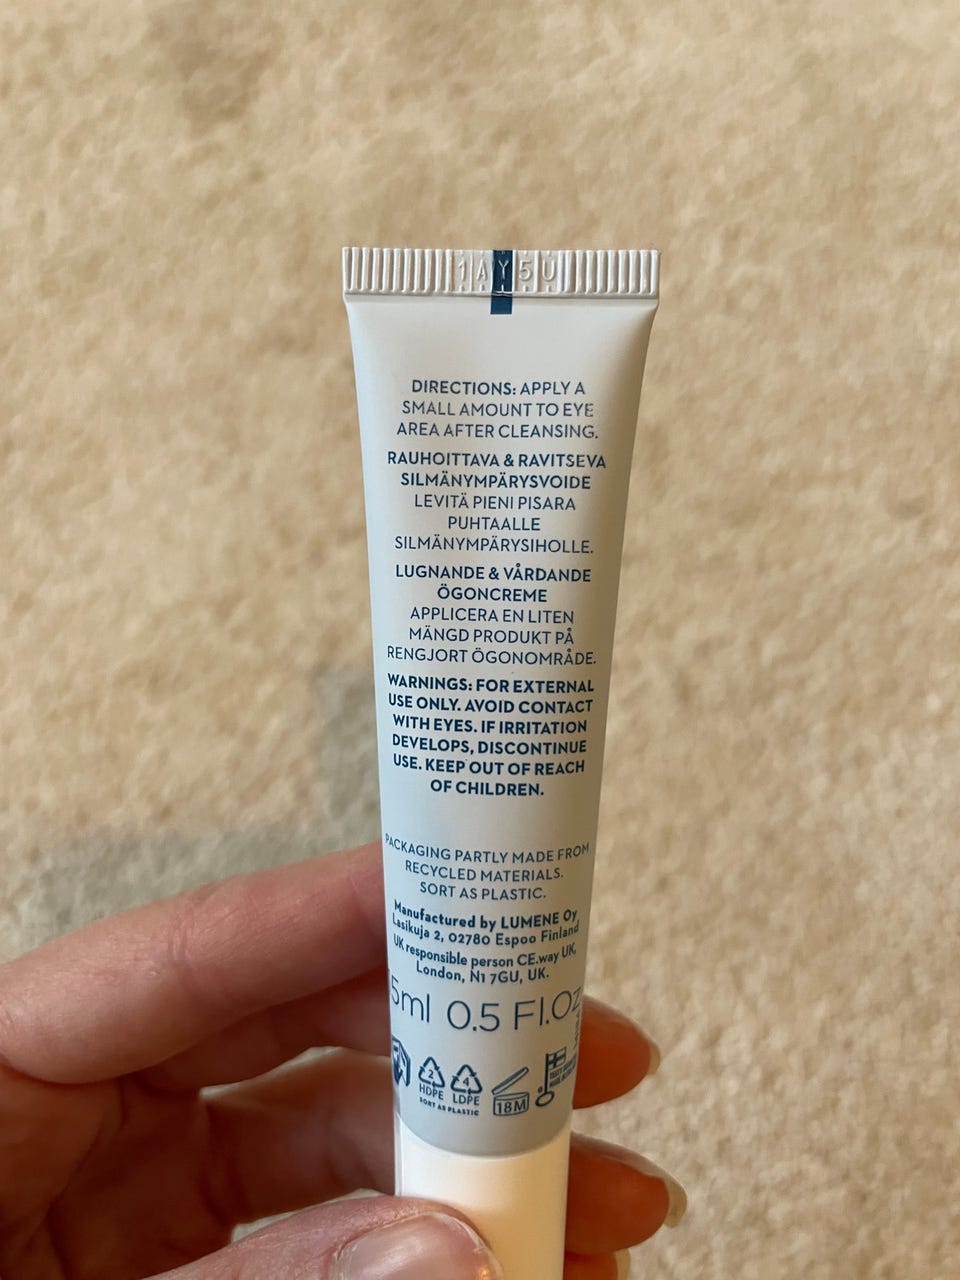 1AY5U
DIRECTIONS: APPLY A
SMALL AMOUNT TO EYE
AREA AFTER CLEANSING.
RAUHOITTAVA & RAVITSEVA
SILMÄNYMPÄRYSVOIDE
LEVITÄ PIENI PISARA
PUHTAALLE
SILMÄNYMPÄRYSIHOLLE.
LUGNANDE & VÅRDANDE
ÖGONCREME
APPLICERA EN LITEN
MÄNGD PRODUKT PÅ
RENGJORT ÖGONOMRÅDE.
WARNINGS: FOR EXTERNAL
USE ONLY. AVOID CONTACT
WITH EYES. IF IRRITATION
DEVELOPS, DISCONTINUE
USE. KEEP OUT OF REACH
OF CHILDREN.
PACKAGING PARTLY MADE FROM
RECYCLED MATERIALS.
SORT AS PLASTIC.
Manufactured by LUMENE Oy,
Lasikuja 2, 02780 Espoo Finland
UK responsible person CE.way UK,
London, N1 7GU, UK.
5ml 0.5 Fl.Oz
2 4
HDPE LDPE
SORT AS PLASTIC
18M